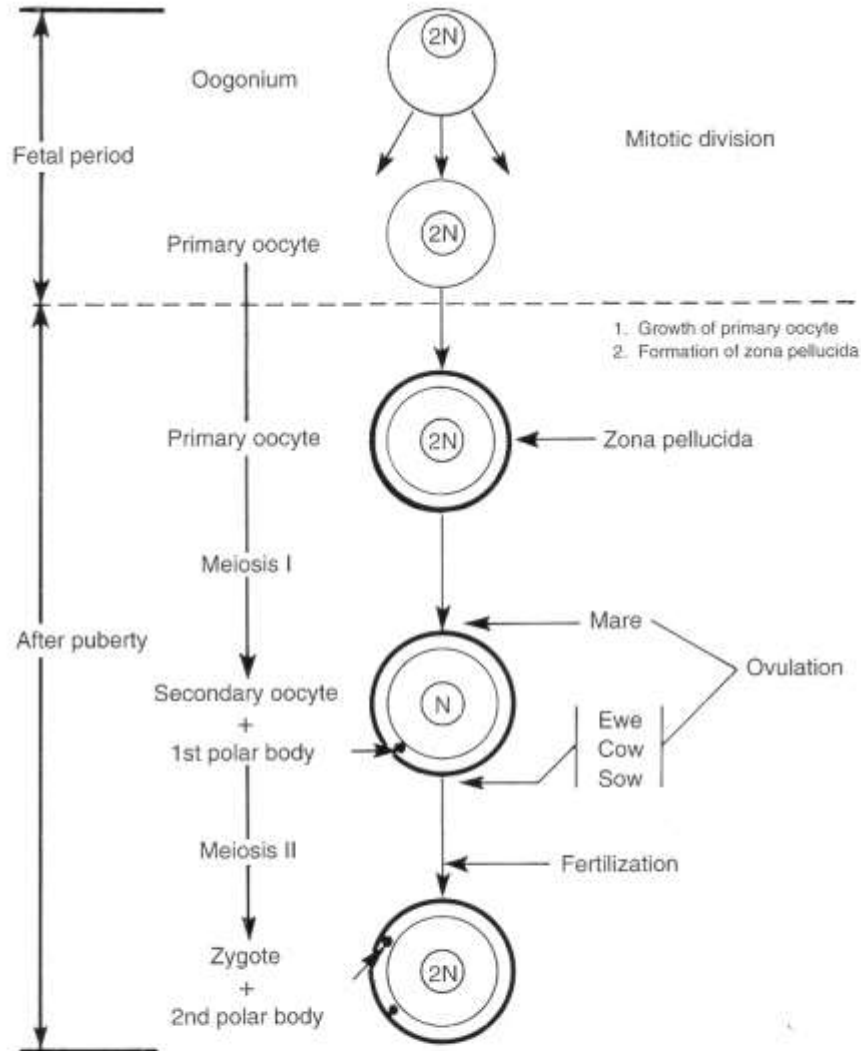 2N
Oogonium
Mitotic division
Fetal period
2N
Primary oocyte
1. Growth of primary oocyte
2. Formation of zona pellucida
Primary oocyte
2N
Zona pellucida
Meiosis I
Mare
After puberty
Ovulation
Secondary oocyte
+
1st polar body
N
Ewe
Cow
Sow
Meiosis II
Fertilization
Zygote
+
2nd polar body
2N